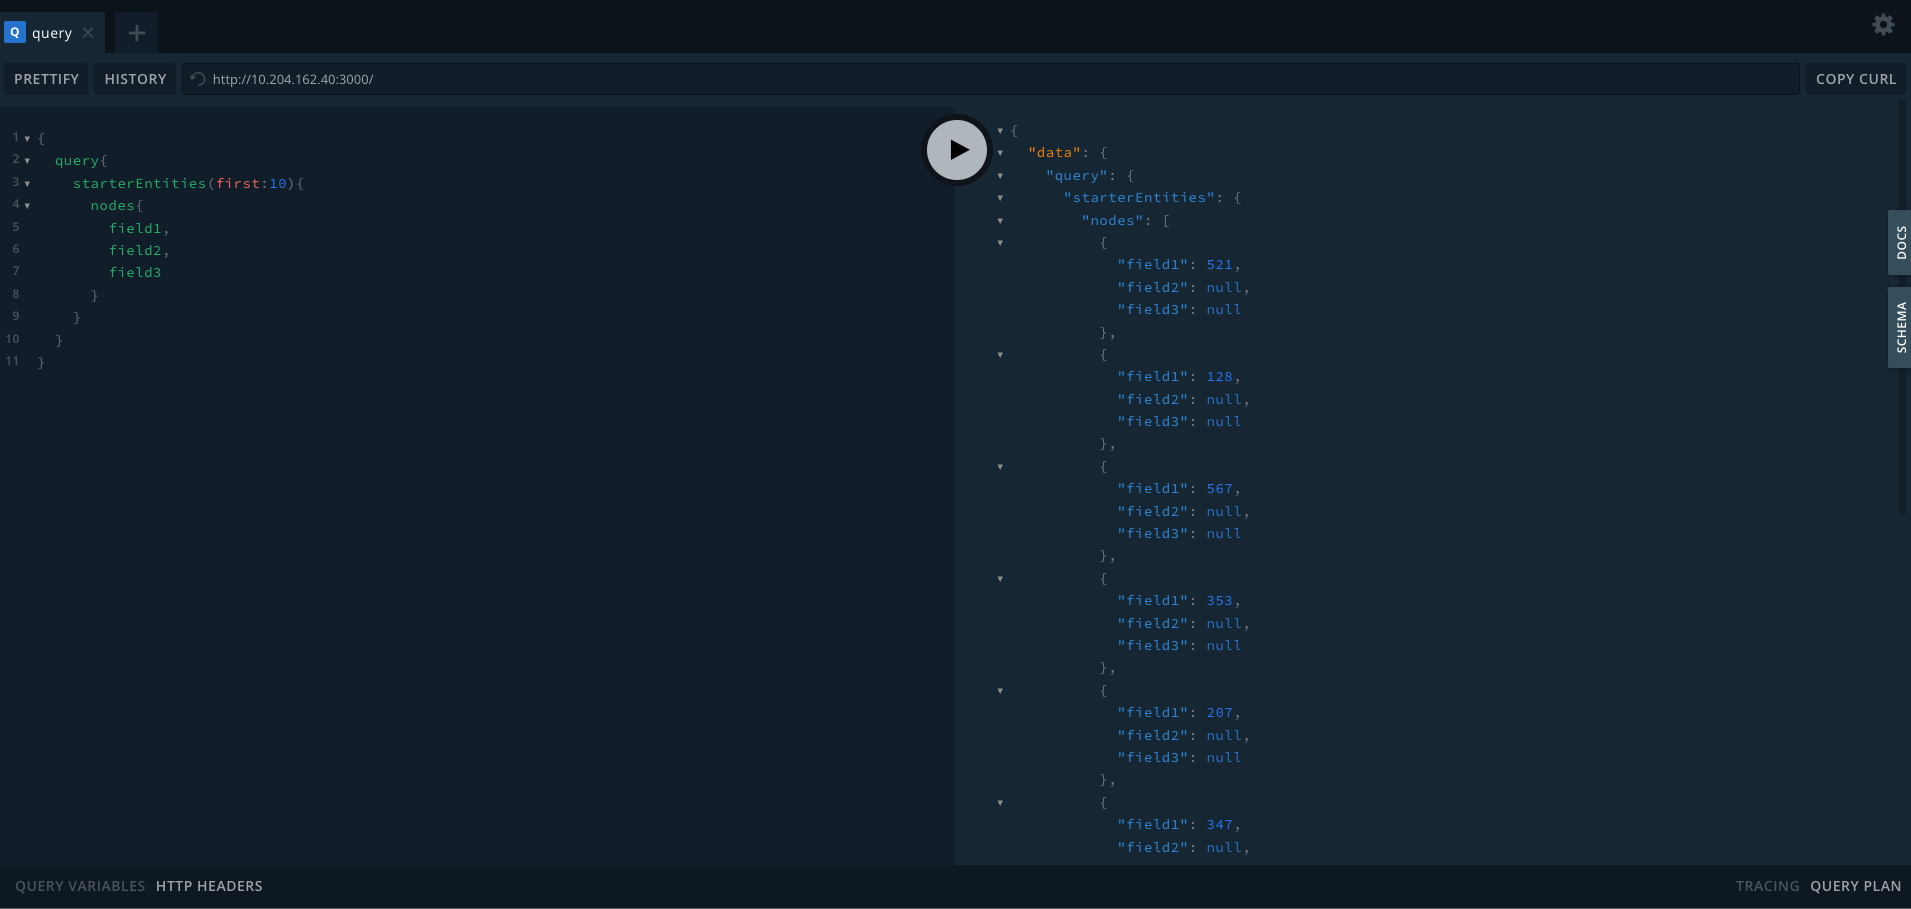 Q query × +
PRETTIFY HISTORY http://10.204.162.40:3000/ COPY CURL
1 {
2 query{
3 starterEntities(first:10){
4 nodes{
5 field1,
6 field2,
7 field3
8 }
9 }
10 }
11 }
{
"data": {
"query": {
"starterEntities": {
"nodes": [
{
"field1": 521,
"field2": null,
"field3": null
},
{
"field1": 128,
"field2": null,
"field3": null
},
{
"field1": 567,
"field2": null,
"field3": null
},
{
"field1": 353,
"field2": null,
"field3": null
},
{
"field1": 207,
"field2": null,
"field3": null
},
{
"field1": 347,
"field2": null,
DOCS
SCHEMA
QUERY VARIABLES HTTP HEADERS
TRACING QUERY PLAN